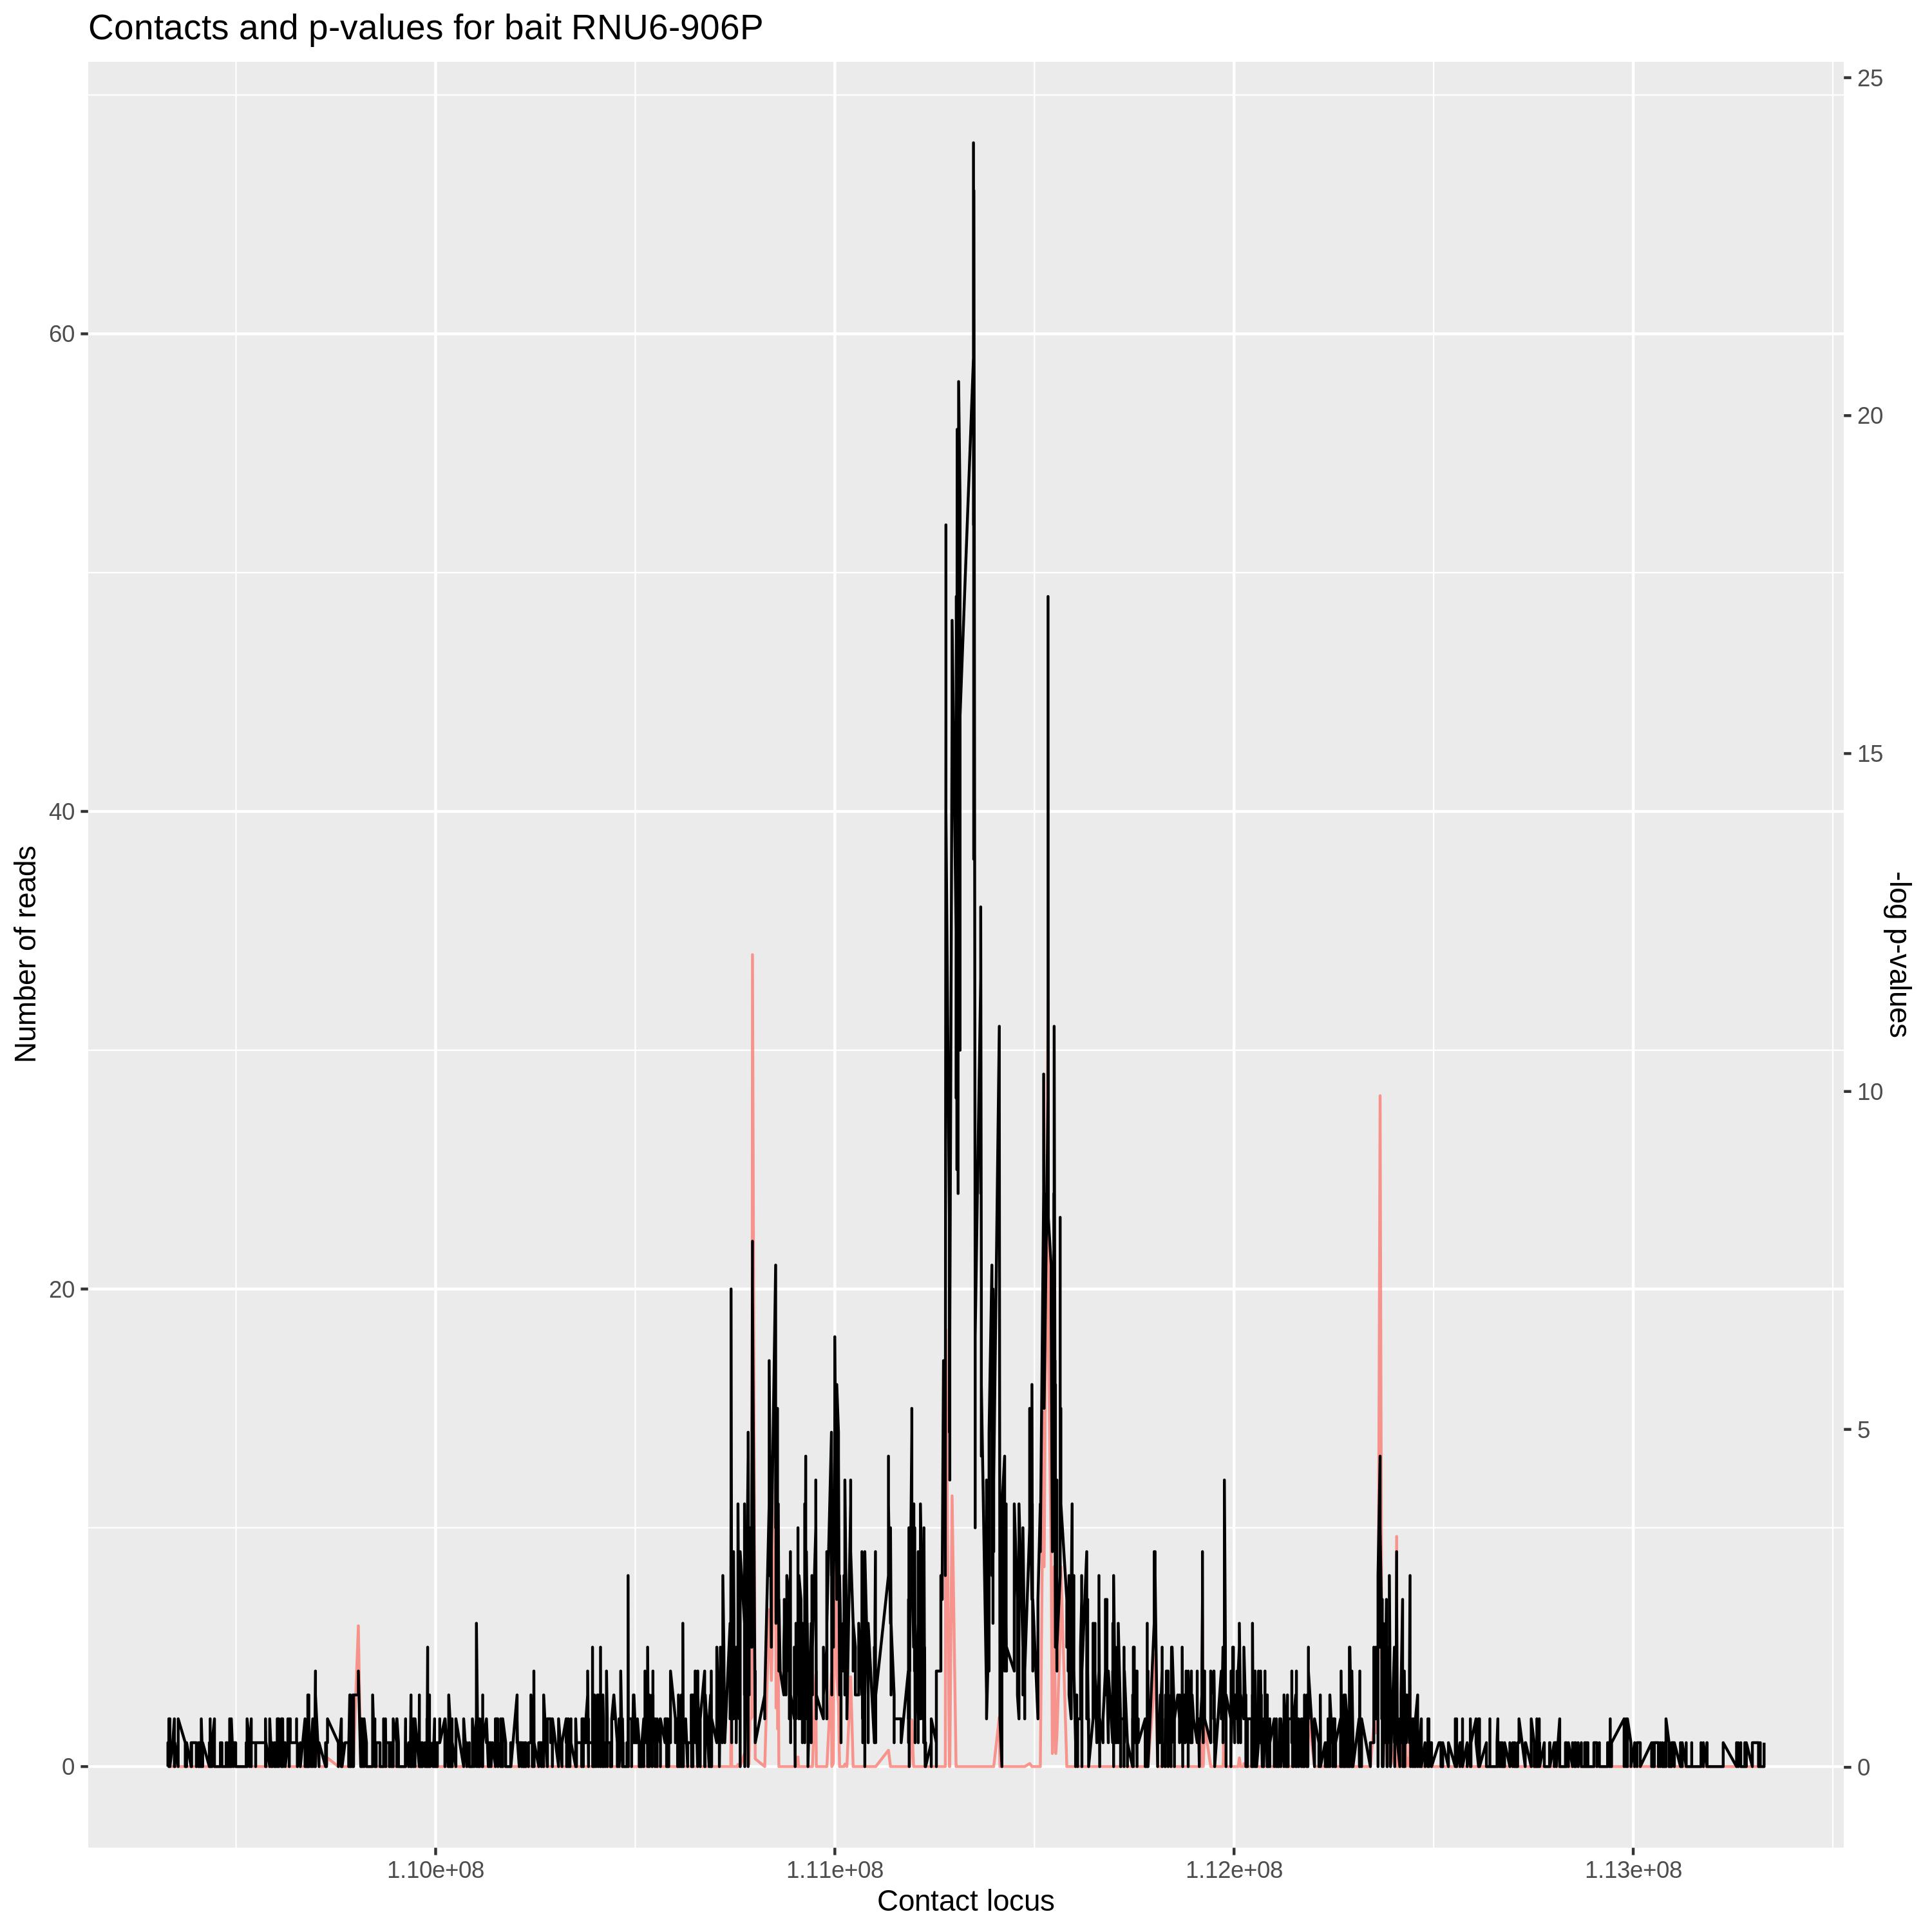 Contacts and p-values for bait RNU6-906P
Number of reads
60
40
20
0
25
20
15
10
5
0
-log p-values
1.10e+08
1.11e+08
1.12e+08
1.13e+08
Contact locus